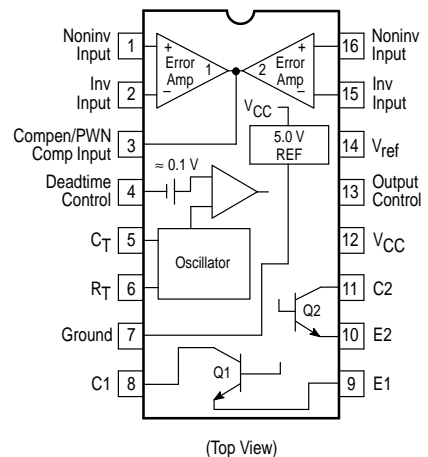 Noninv
Input
1
+
Error
Amp
1
2
+
Error
Amp
16
Noninv
Input
Inv
Input
2
–
–
15
Inv
Input
Compen/PWN
Comp Input
3
VCC
5.0 V
REF
14
Vref
≈ 0.1 V
Deadtime
Control
4
13
Output
Control
CT
5
Oscillator
12
VCC
RT
6
11
C2
Q2
Ground
7
10
E2
C1
8
Q1
9
E1
(Top View)